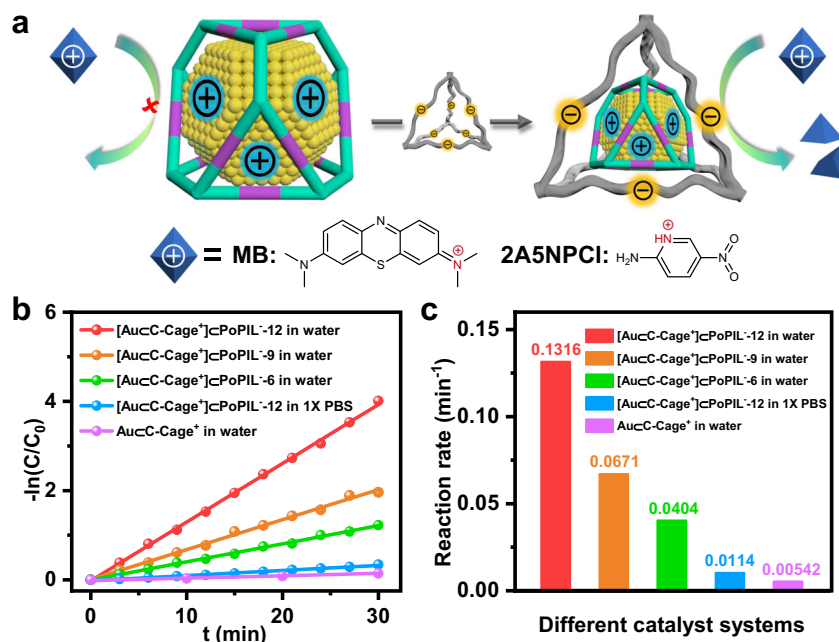 a
= MB:
N
N
S
N
+
2A5NPCl:
HN
+
H₂N
N
O
O
b
-ln(C/C₀)
6
4
2
0
[Au⊂C-Cage⁺]⊂PoPIL⁻-12 in water
[Au⊂C-Cage⁺]⊂PoPIL⁻-9 in water
[Au⊂C-Cage⁺]⊂PoPIL⁻-6 in water
[Au⊂C-Cage⁺]⊂PoPIL⁻-12 in 1X PBS
Au⊂C-Cage⁺ in water
0 10 20 30
t (min)
c
Reaction rate (min⁻¹)
0.15
0.10
0.05
0.00
[Au⊂C-Cage⁺]⊂PoPIL⁻-12 in water
[Au⊂C-Cage⁺]⊂PoPIL⁻-9 in water
[Au⊂C-Cage⁺]⊂PoPIL⁻-6 in water
[Au⊂C-Cage⁺]⊂PoPIL⁻-12 in 1X PBS
Au⊂C-Cage⁺ in water
0.1316
0.0671
0.0404
0.0114
0.00542
Different catalyst systems